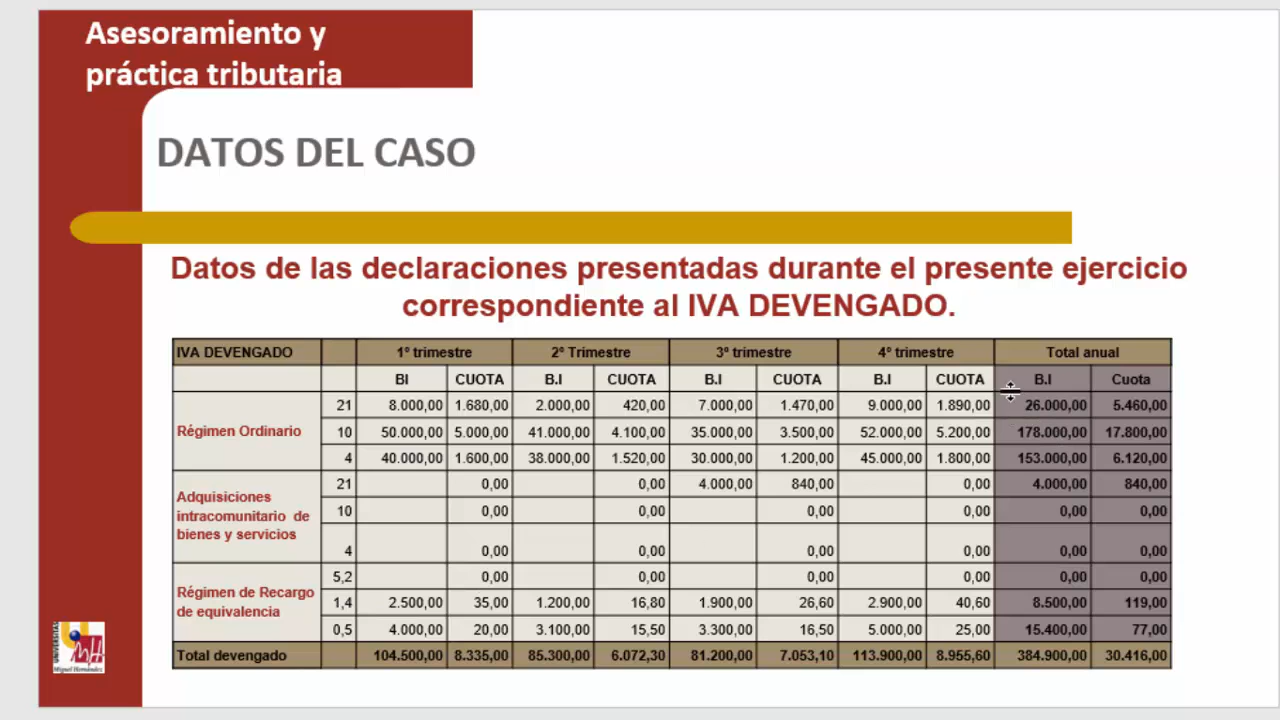 Asesoramiento y
práctica tributaria
DATOS DEL CASO
Datos de las declaraciones presentadas durante el presente ejercicio
correspondiente al IVA DEVENGADO.
IVA DEVENGADO 1º trimestre 2º Trimestre 3º trimestre 4º trimestre Total anual
BI CUOTA B.I CUOTA B.I CUOTA B.I CUOTA B.I Cuota
Régimen Ordinario
21 8.000,00 1.680,00 2.000,00 420,00 7.000,00 1.470,00 9.000,00 1.890,00 26.000,00 5.460,00
10 50.000,00 5.000,00 41.000,00 4.100,00 35.000,00 3.500,00 52.000,00 5.200,00 178.000,00 17.800,00
4 40.000,00 1.600,00 38.000,00 1.520,00 30.000,00 1.200,00 45.000,00 1.800,00 153.000,00 6.120,00
Adquisiciones
intracomunitario de
bienes y servicios
21 0,00 0,00 4.000,00 840,00 0,00 4.000,00 840,00
10 0,00 0,00 0,00 0,00 0,00 0,00
4 0,00 0,00 0,00 0,00 0,00 0,00
Régimen de Recargo
de equivalencia
5,2 0,00 0,00 0,00 0,00 0,00 0,00
1,4 2.500,00 35,00 1.200,00 16,80 1.900,00 26,60 2.900,00 40,60 8.500,00 119,00
0,5 4.000,00 20,00 3.100,00 15,50 3.300,00 16,50 5.000,00 25,00 15.400,00 77,00
Total devengado 104.500,00 8.335,00 85.300,00 6.072,30 81.200,00 7.053,10 113.900,00 8.955,60 384.900,00 30.416,00
UNIVERSITAS
Miguel Hernández